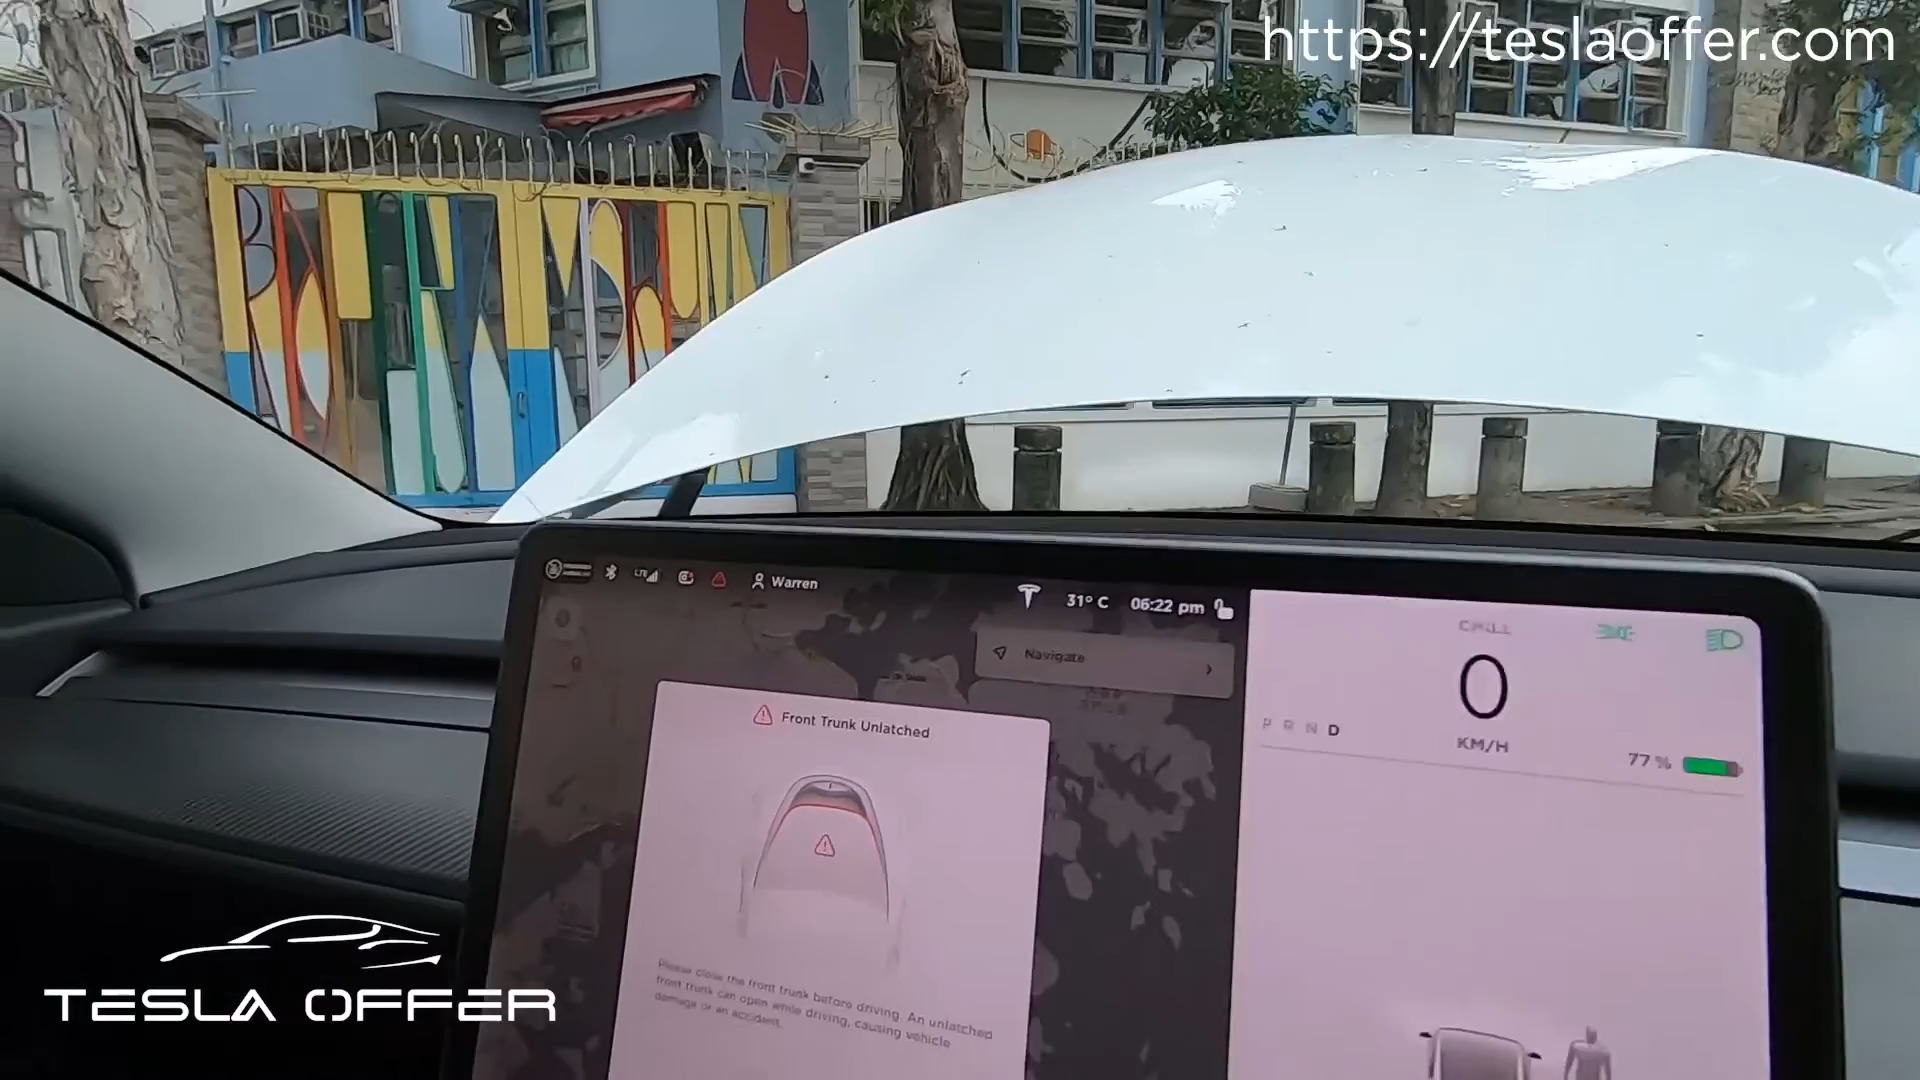 https://teslaoffer.com
LTE
Warren
31° C
06:22 pm
Navigate
CHILL
0
KM/H
P R N D
77 %
Front Trunk Unlatched
Please close the front trunk before driving. An unlatched
front trunk can open while driving, causing vehicle
damage or an accident.
TESLA OFFER